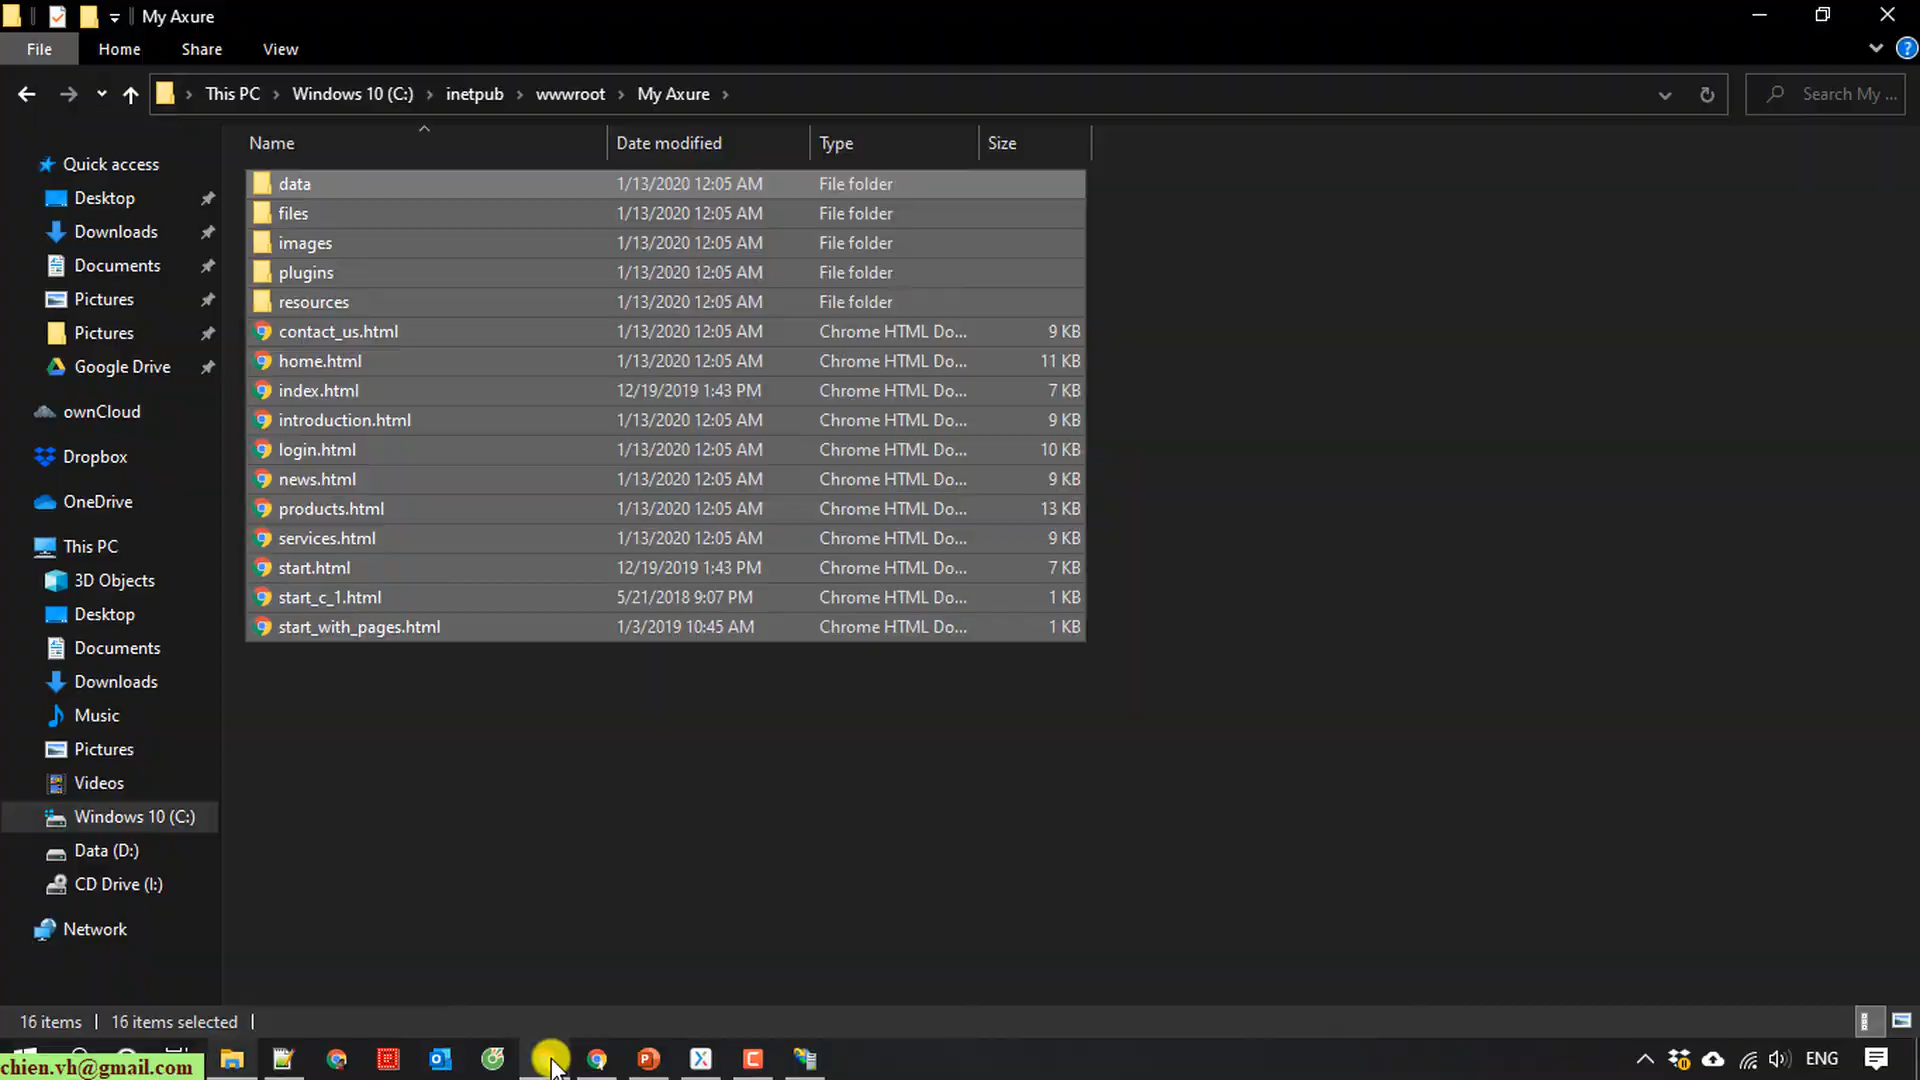 My Axure
File Home Share View
This PC Windows 10 (C:) inetpub wwwroot My Axure Search My ...
Name Date modified Type Size
Quick access
Desktop
Downloads
Documents
Pictures
Pictures
Google Drive
ownCloud
Dropbox
OneDrive
This PC
3D Objects
Desktop
Documents
Downloads
Music
Pictures
Videos
Windows 10 (C:)
Data (D:)
CD Drive (I:)
Network
data 1/13/2020 12:05 AM File folder
files 1/13/2020 12:05 AM File folder
images 1/13/2020 12:05 AM File folder
plugins 1/13/2020 12:05 AM File folder
resources 1/13/2020 12:05 AM File folder
contact_us.html 1/13/2020 12:05 AM Chrome HTML Do... 9 KB
home.html 1/13/2020 12:05 AM Chrome HTML Do... 11 KB
index.html 12/19/2019 1:43 PM Chrome HTML Do... 7 KB
introduction.html 1/13/2020 12:05 AM Chrome HTML Do... 9 KB
login.html 1/13/2020 12:05 AM Chrome HTML Do... 10 KB
news.html 1/13/2020 12:05 AM Chrome HTML Do... 9 KB
products.html 1/13/2020 12:05 AM Chrome HTML Do... 13 KB
services.html 1/13/2020 12:05 AM Chrome HTML Do... 9 KB
start.html 12/19/2019 1:43 PM Chrome HTML Do... 7 KB
start_c_1.html 5/21/2018 9:07 PM Chrome HTML Do... 1 KB
start_with_pages.html 1/3/2019 10:45 AM Chrome HTML Do... 1 KB
16 items 16 items selected
chien.vh@gmail.com
ENG